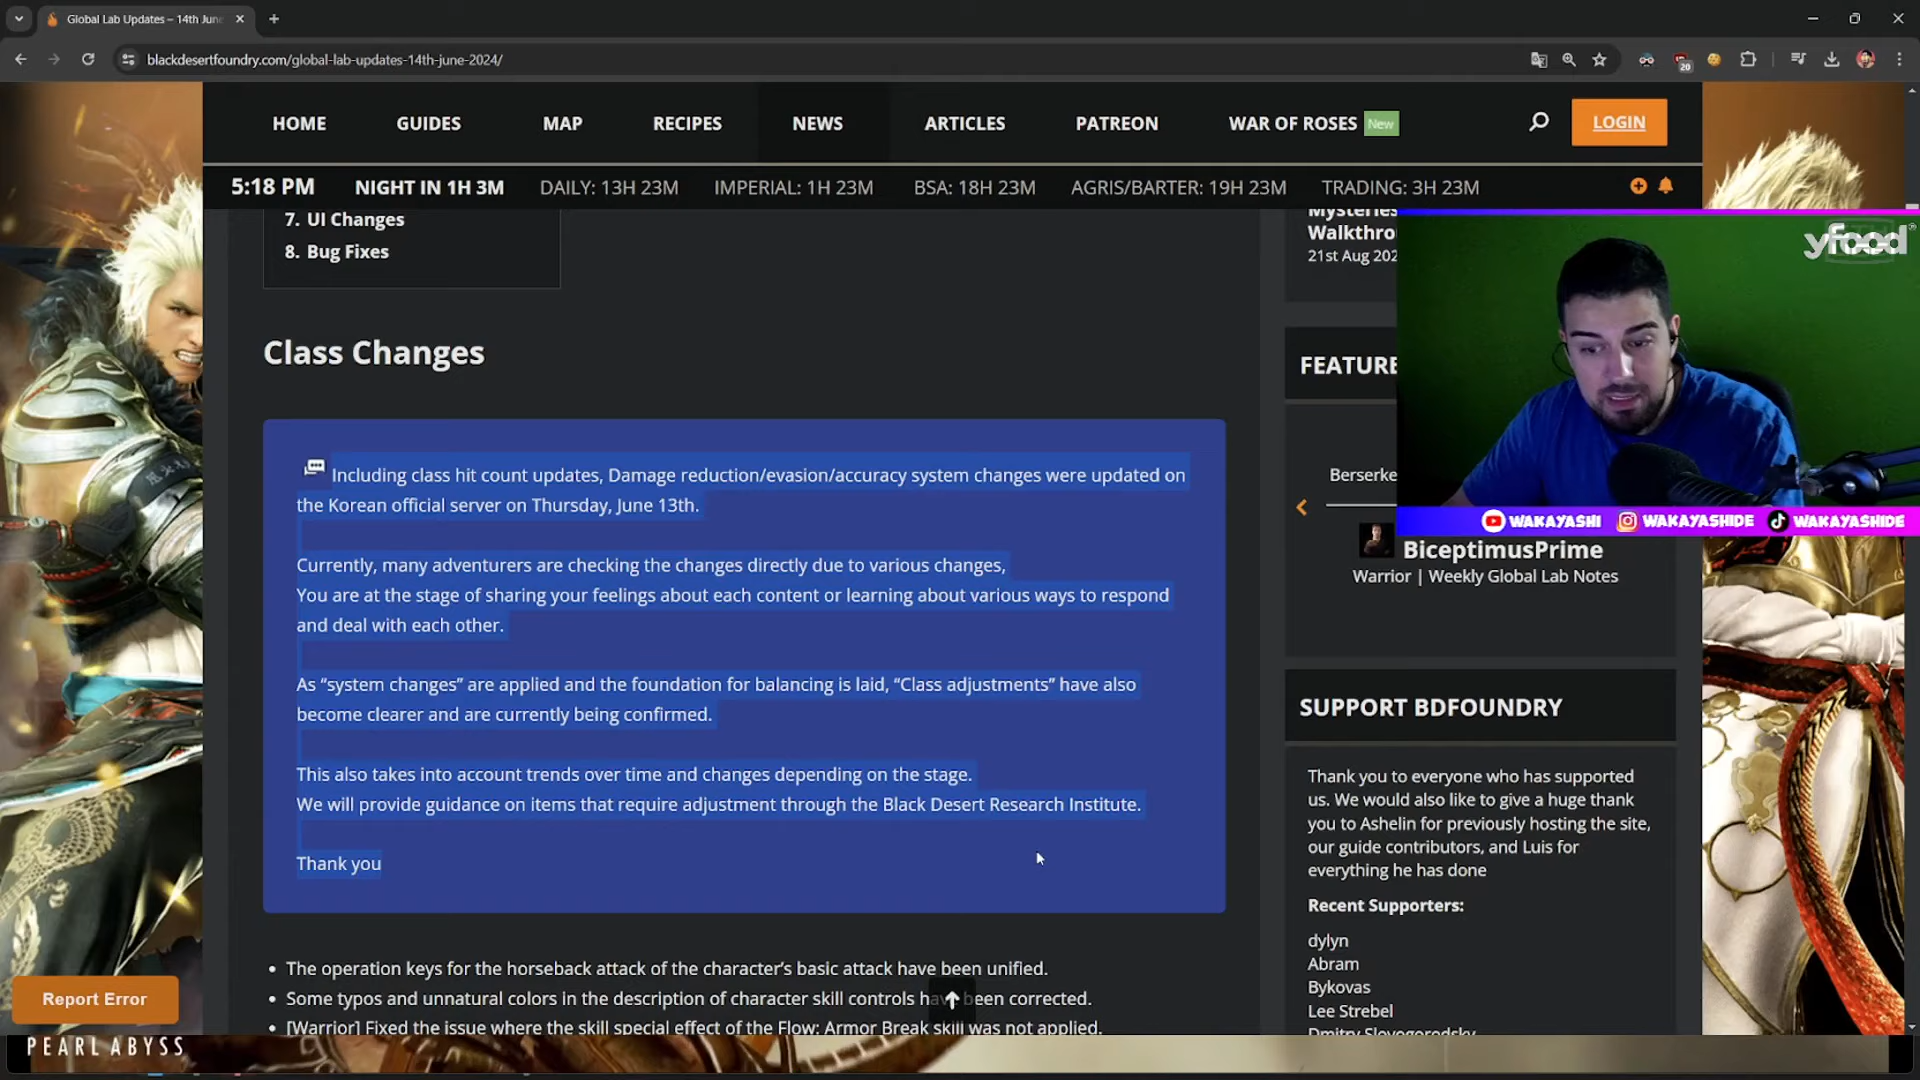 Global Lab Updates – 14th June
blackdesertfoundry.com/global-lab-updates-14th-june-2024/
20
HOME
GUIDES
MAP
RECIPES
NEWS
ARTICLES
PATREON
WAR OF ROSES New
LOGIN
5:18 PM
NIGHT IN 1H 3M
DAILY: 13H 23M
IMPERIAL: 1H 23M
BSA: 18H 23M
AGRIS/BARTER: 19H 23M
TRADING: 3H 23M
7. UI Changes
8. Bug Fixes
Class Changes
Including class hit count updates, Damage reduction/evasion/accuracy system changes were updated on
the Korean official server on Thursday, June 13th.
Currently, many adventurers are checking the changes directly due to various changes,
You are at the stage of sharing your feelings about each content or learning about various ways to respond
and deal with each other.
As “system changes” are applied and the foundation for balancing is laid, “Class adjustments” have also
become clearer and are currently being confirmed.
This also takes into account trends over time and changes depending on the stage.
We will provide guidance on items that require adjustment through the Black Desert Research Institute.
Thank you
The operation keys for the horseback attack of the character’s basic attack have been unified.
Some typos and unnatural colors in the description of character skill controls have been corrected.
[Warrior] Fixed the issue where the skill special effect of the Flow: Armor Break skill was not applied.
Mysteries
Walkthro
21st Aug 202
yfood®
FEATURE
Berserke
WAKAYASHI
WAKAYASHIDE
WAKAYASHIDE
BiceptimusPrime
Warrior | Weekly Global Lab Notes
SUPPORT BDFOUNDRY
Thank you to everyone who has supported
us. We would also like to give a huge thank
you to Ashelin for previously hosting the site,
our guide contributors, and Luis for
everything he has done
Recent Supporters:
dylyn
Abram
Bykovas
Lee Strebel
Dmitry Slovogorodsky
Report Error
PEARL ABYSS